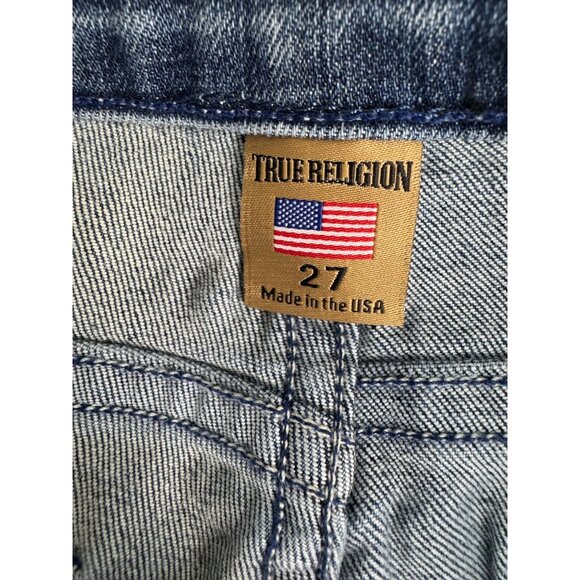 TRUE RELIGION
27
Made in the USA